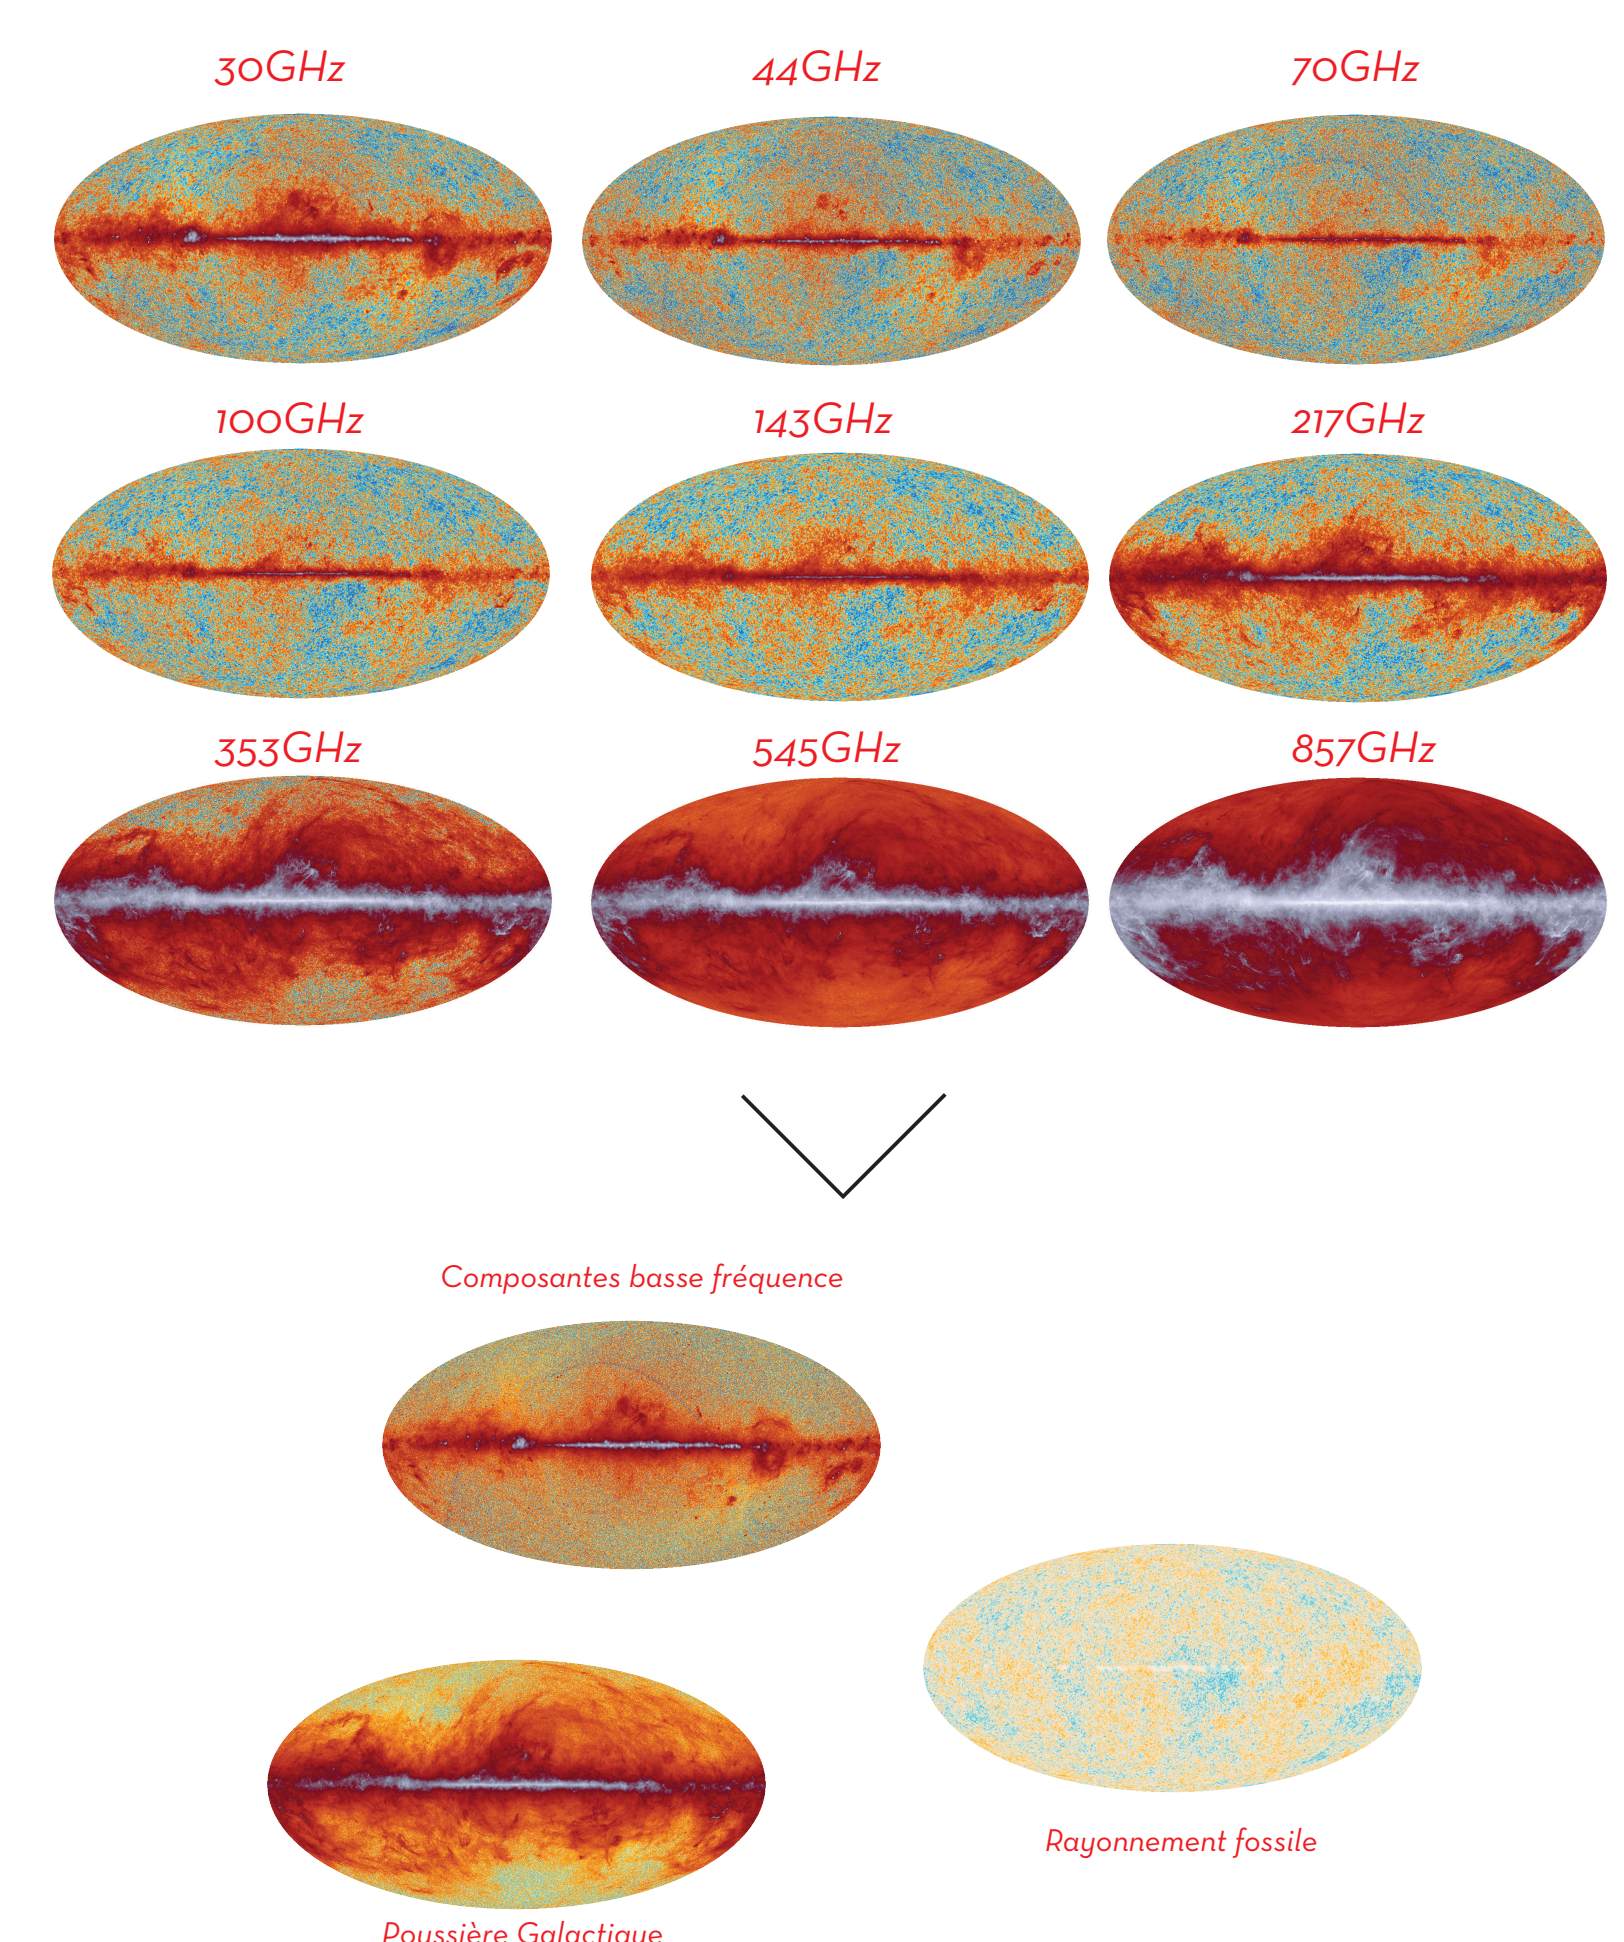 30GHz
44GHz
70GHz
100GHz
143GHz
217GHz
353GHz
545GHz
857GHz
Composantes basse fréquence
Rayonnement fossile
Poussière Galactique